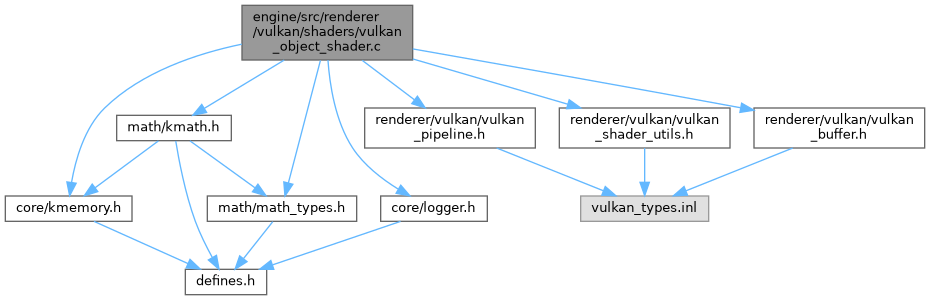 engine/src/renderer
/vulkan/shaders/vulkan
_object_shader.c
math/kmath.h
renderer/vulkan/vulkan
_pipeline.h
renderer/vulkan/vulkan
_shader_utils.h
renderer/vulkan/vulkan
_buffer.h
core/kmemory.h
math/math_types.h
core/logger.h
vulkan_types.inl
defines.h